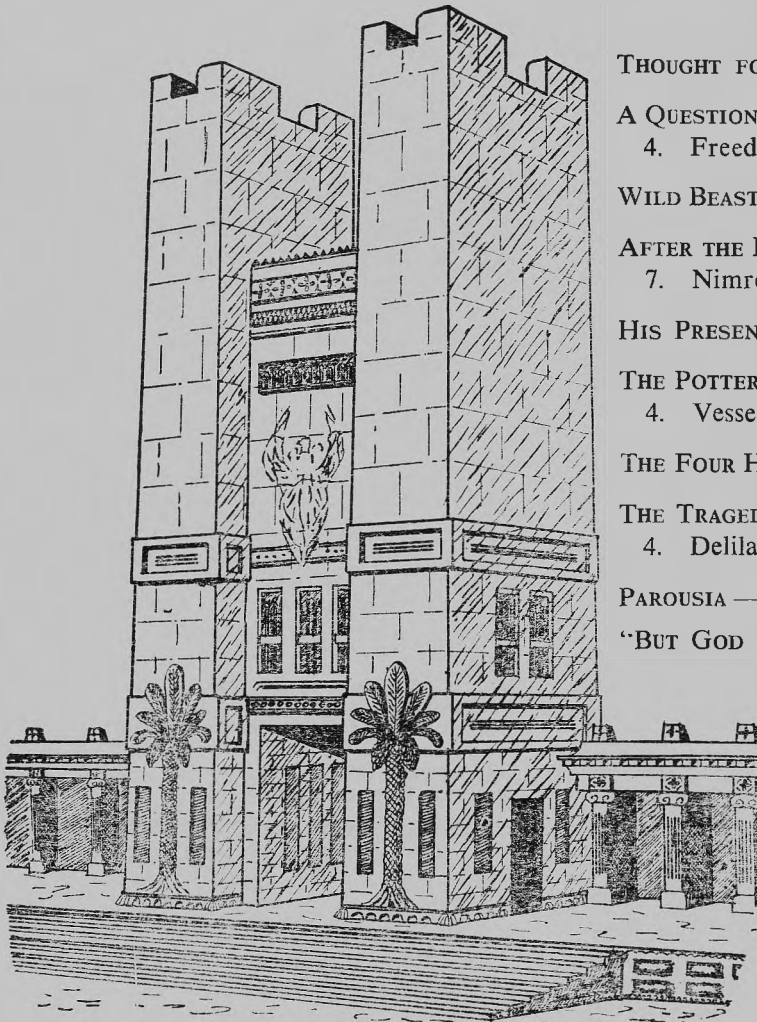 THOUGHT FO
A QUESTION
4. Freed
WILD BEAST
AFTER THE
7. Nimro
HIS PRESEN
THE POTTER
4. Vesse
THE FOUR H
THE TRAGED
4. Delila
PAROUSIA —
"BUT GOD